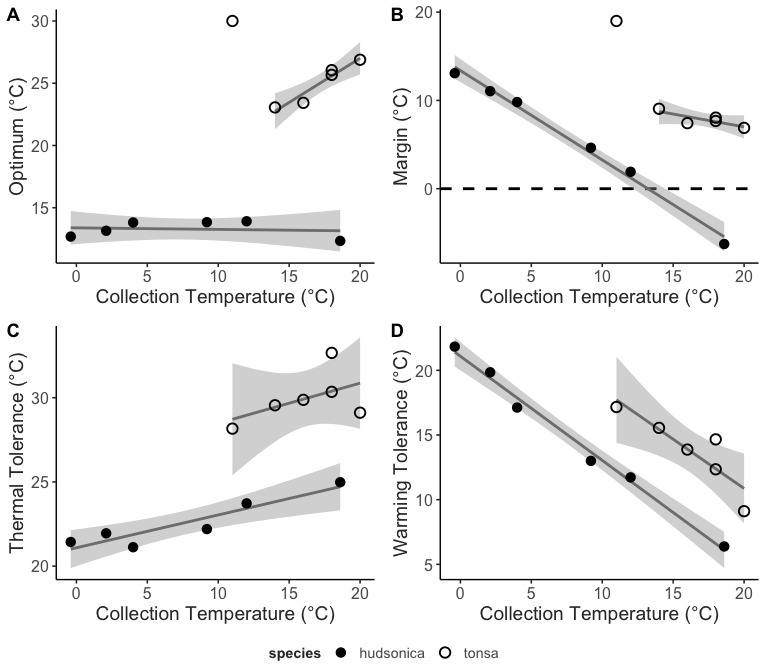 A
B
Optimum (°C)
30
25
20
15
0
5
10
15
20
Collection Temperature (°C)
Margin (°C)
20
10
0
0
5
10
15
20
Collection Temperature (°C)
C
D
Thermal Tolerance (°C)
30
25
20
0
5
10
15
20
Collection Temperature (°C)
Warming Tolerance (°C)
20
15
10
5
0
5
10
15
20
Collection Temperature (°C)
species hudsonica tonsa